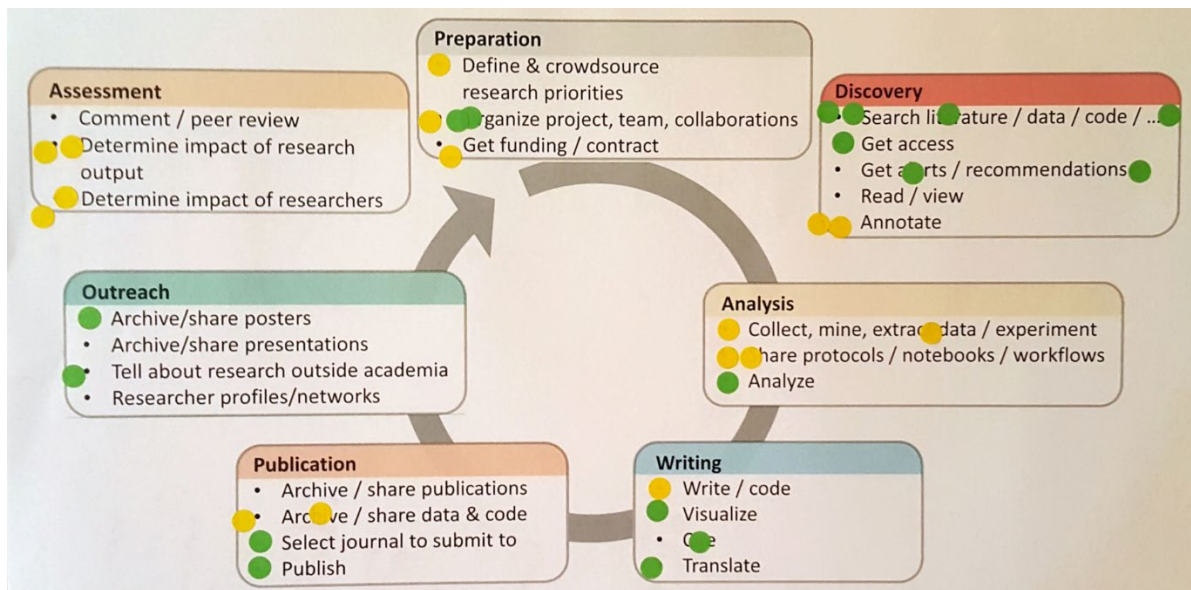 Preparation
• Define & crowdsource
research priorities
• Organize project, team, collaborations
• Get funding / contract
Assessment
• Comment / peer review
• Determine impact of research
output
Determine impact of researchers
Discovery
• Search literature / data / code / ...
Get access
• Get alerts / recommendations
• Read / view
• Annotate
Outreach
Archive/share posters
• Archive/share presentations
• Tell about research outside academia
• Researcher profiles/networks
Analysis
Collect, mine, extract data / experiment
Share protocols / notebooks / workflows
Analyze
Publication
• Archive / share publications
• Archive / share data & code
Select journal to submit to
Publish
Writing
Write / code
Visualize
• Cite
Translate